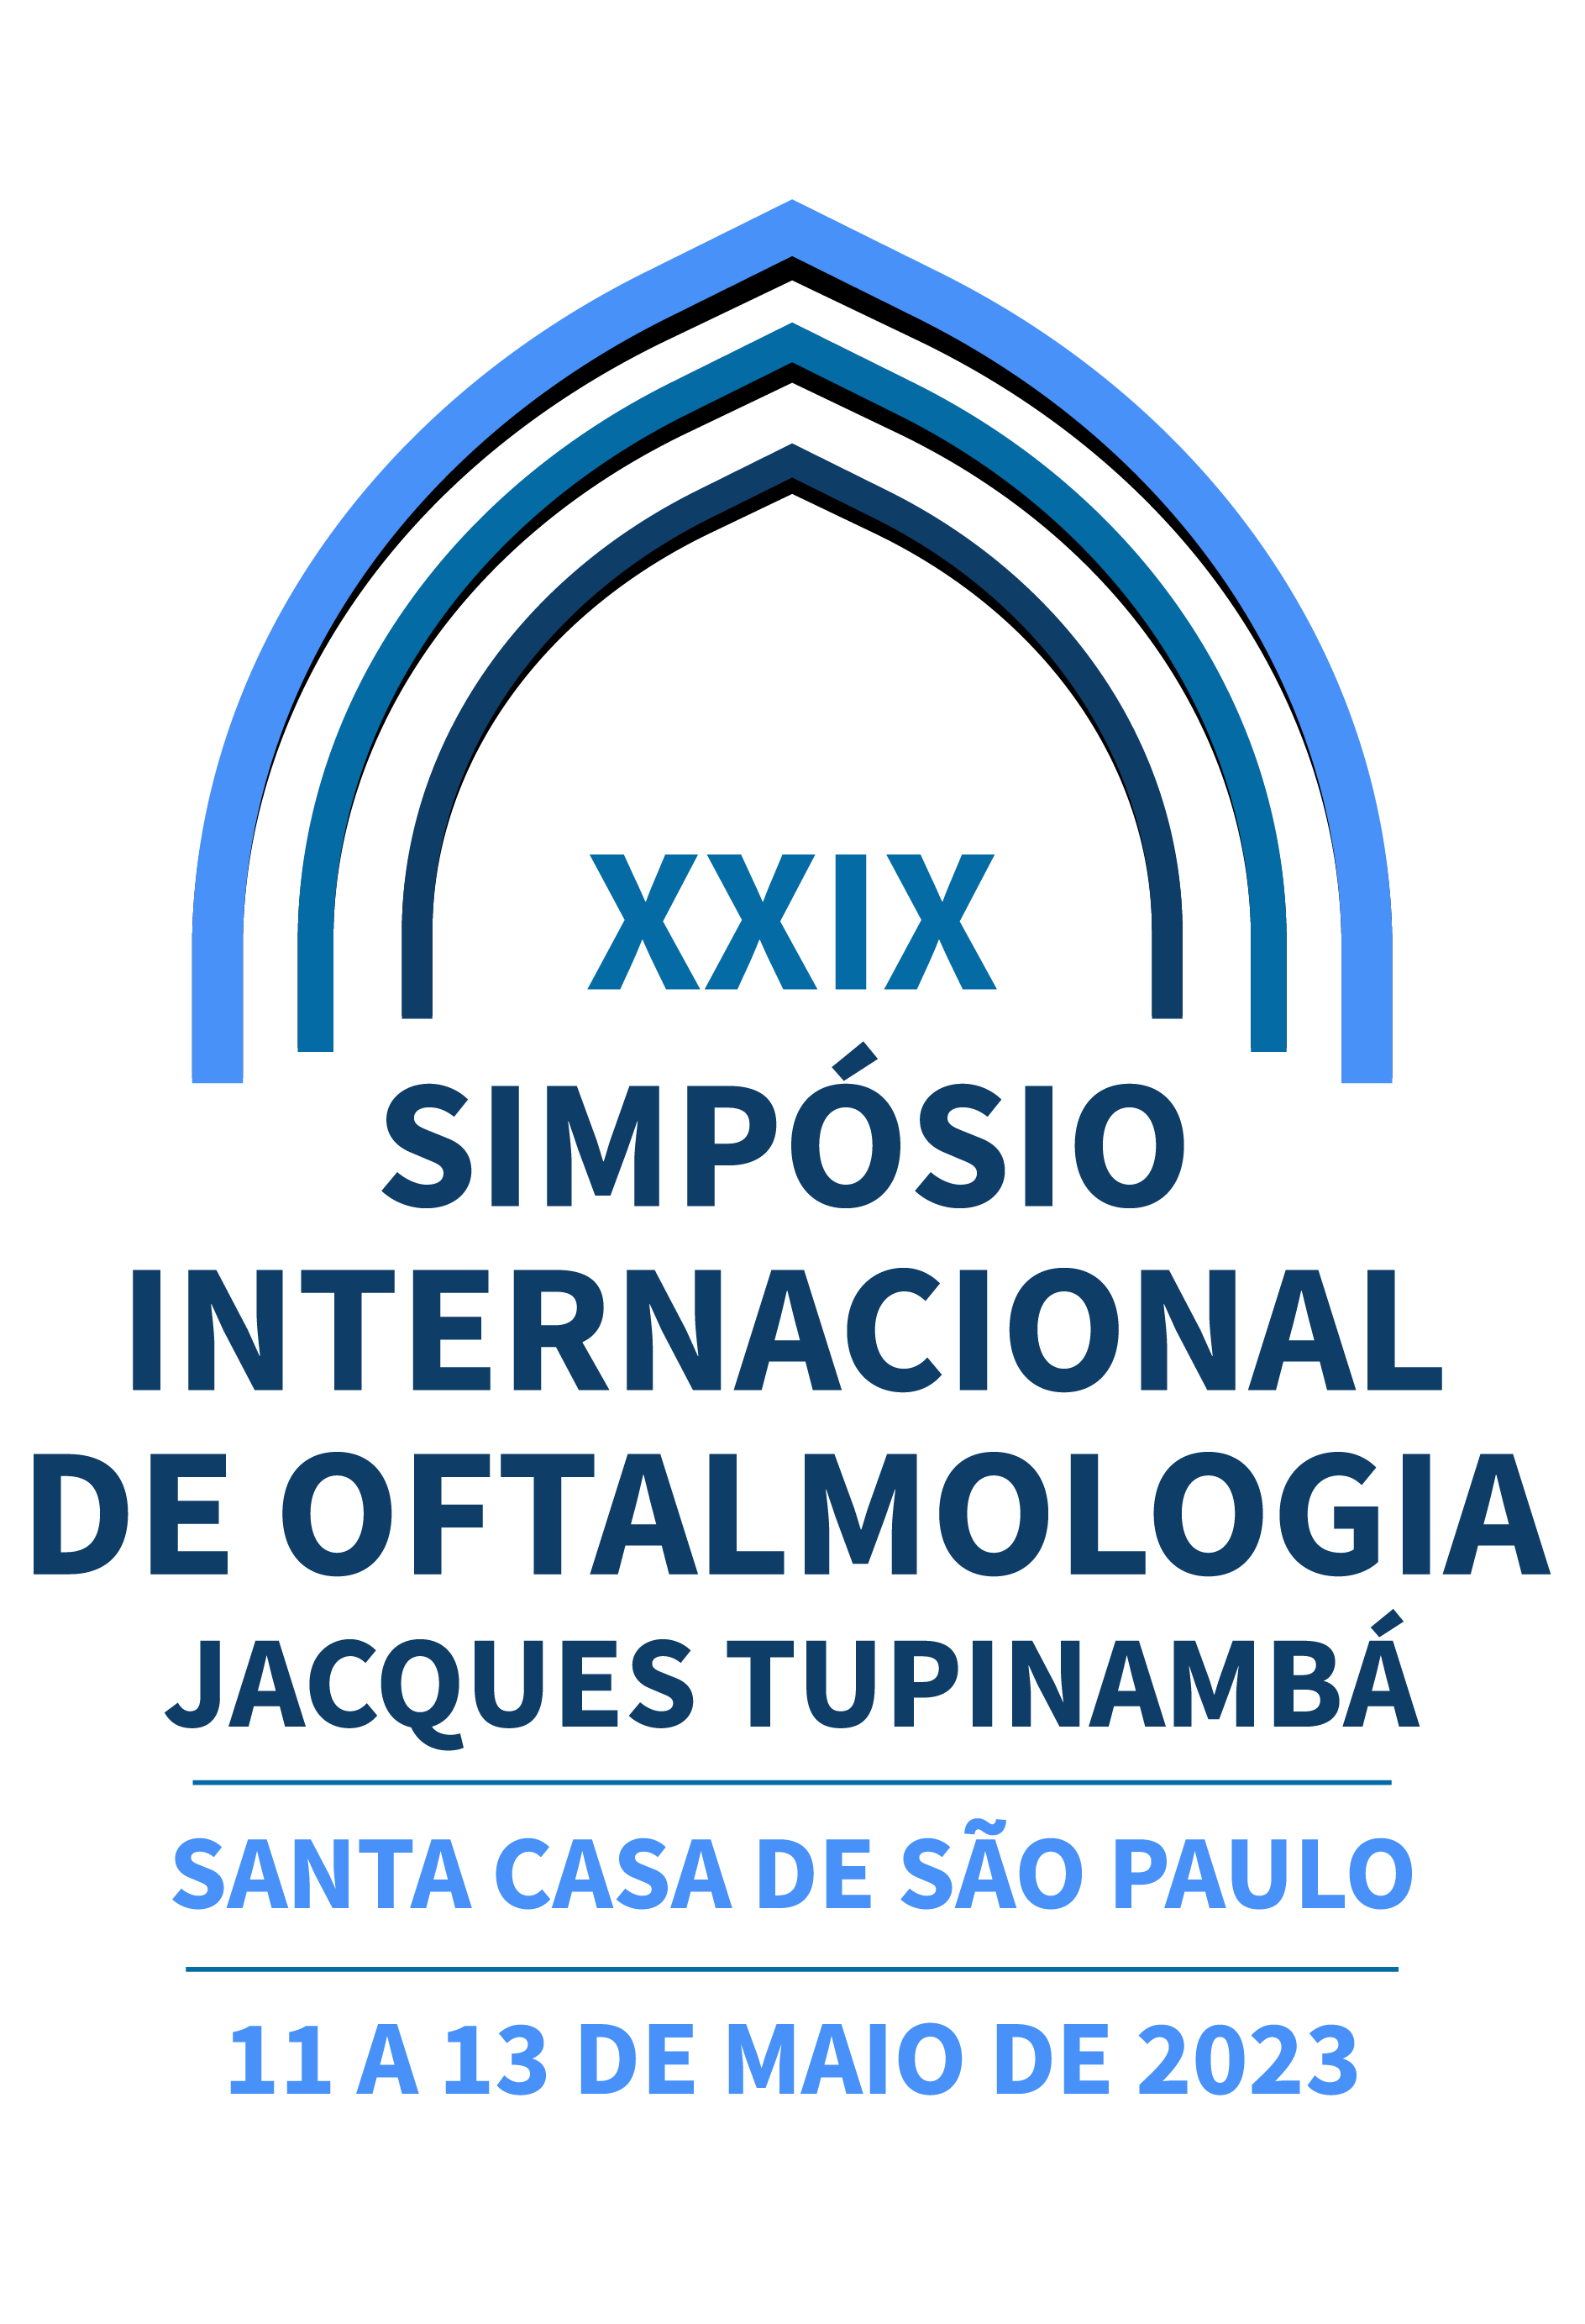 XXIX
SIMPÓSIO
INTERNACIONAL
DE OFTALMOLOGIA
JACQUES TUPINAMBÁ
SANTA CASA DE SÃO PAULO
11 A 13 DE MAIO DE 2023